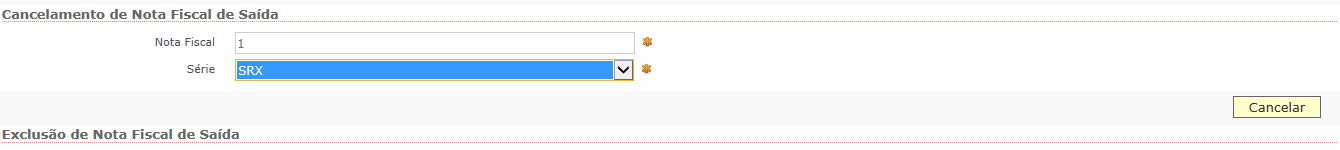 Cancelamento de Nota Fiscal de Saída
Nota Fiscal 1
Série SRX
Cancelar
Exclusão de Nota Fiscal de Saída